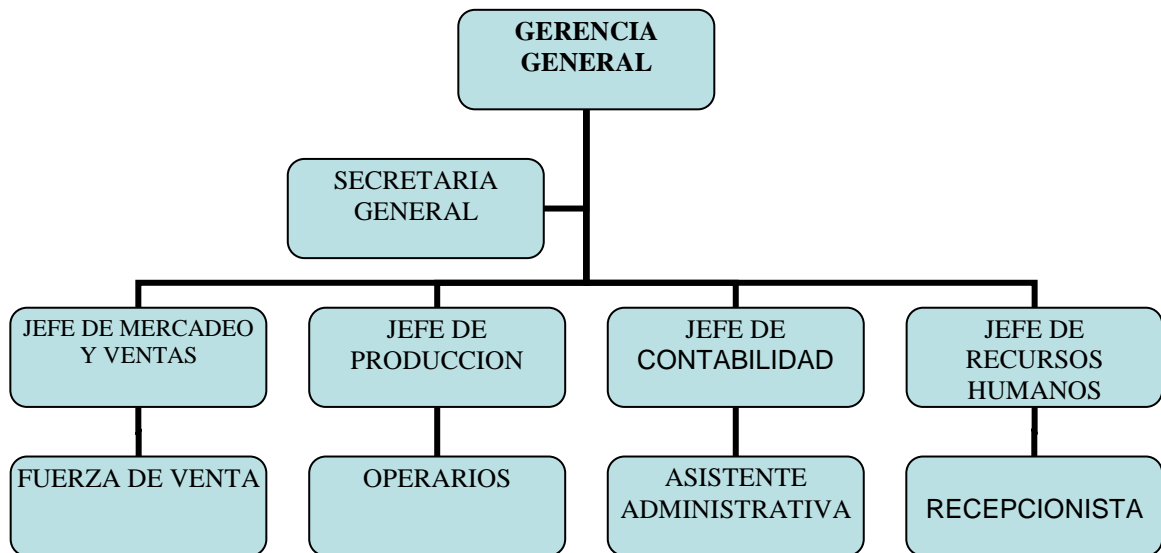 GERENCIA
GENERAL
SECRETARIA
GENERAL
JEFE DE MERCADEO
Y VENTAS
JEFE DE
PRODUCCION
JEFE DE
CONTABILIDAD
JEFE DE
RECURSOS
HUMANOS
FUERZA DE VENTA
OPERARIOS
ASISTENTE
ADMINISTRATIVA
RECEPCIONISTA